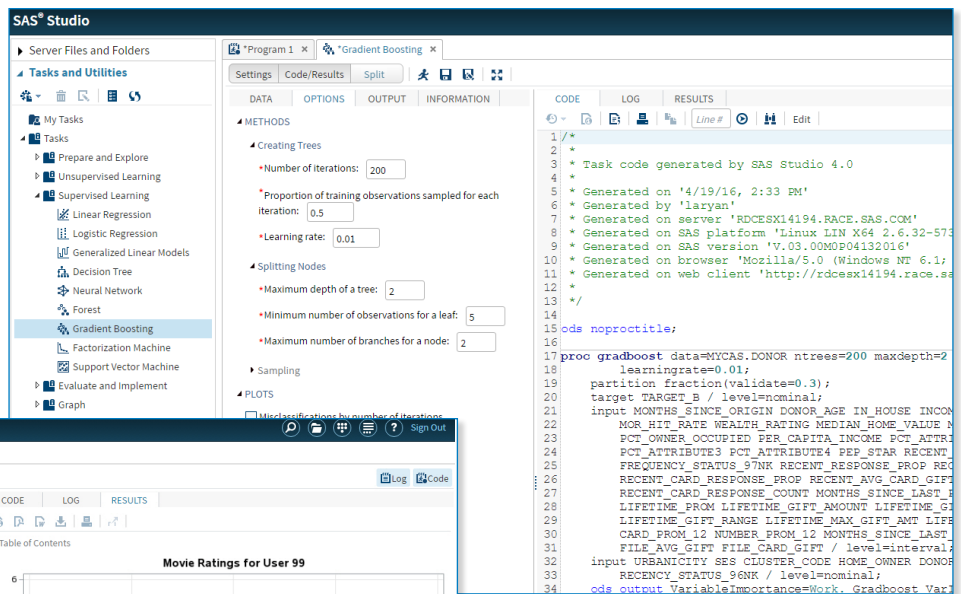 SAS® Studio
Server Files and Folders
Tasks and Utilities
My Tasks
Tasks
Prepare and Explore
Unsupervised Learning
Supervised Learning
Linear Regression
Logistic Regression
Generalized Linear Models
Decision Tree
Neural Network
Forest
Gradient Boosting
Factorization Machine
Support Vector Machine
Evaluate and Implement
Graph
*Program 1 ×
*Gradient Boosting ×
Settings Code/Results Split
DATA OPTIONS OUTPUT INFORMATION
METHODS
Creating Trees
*Number of iterations: 200
*Proportion of training observations sampled for each
iteration: 0.5
*Learning rate: 0.01
Splitting Nodes
*Maximum depth of a tree: 2
*Minimum number of observations for a leaf: 5
*Maximum number of branches for a node: 2
Sampling
PLOTS
Misclassifications by number of iterations
CODE LOG RESULTS
Line # Edit
1 /*
2 *
3 * Task code generated by SAS Studio 4.0
4 *
5 * Generated on '4/19/16, 2:33 PM'
6 * Generated by 'laryan'
7 * Generated on server 'RDCESX14194.RACE.SAS.COM'
8 * Generated on SAS platform 'Linux LIN X64 2.6.32-573
9 * Generated on SAS version 'V.03.00M0P04132016'
10 * Generated on browser 'Mozilla/5.0 (Windows NT 6.1;
11 * Generated on web client 'http://rdcesx14194.race.sa
12 *
13 */
14
15 ods noproctitle;
16
17 proc gradboost data=MYCAS.DONOR ntrees=200 maxdepth=2
18 learningrate=0.01;
19 partition fraction(validate=0.3);
20 target TARGET_B / level=nominal;
21 input MONTHS_SINCE_ORIGIN DONOR_AGE IN_HOUSE INCOM
22 MOR_HIT_RATE WEALTH_RATING MEDIAN_HOME_VALUE M
23 PCT_OWNER_OCCUPIED PER_CAPITA_INCOME PCT_ATTRI
24 PCT_ATTRIBUTE3 PCT_ATTRIBUTE4 PEP_STAR RECENT_
25 FREQUENCY_STATUS_97NK RECENT_RESPONSE_PROP REC
26 RECENT_CARD_RESPONSE_PROP RECENT_AVG_CARD_GIFT
27 RECENT_CARD_RESPONSE_COUNT MONTHS_SINCE_LAST_P
28 LIFETIME_PROM LIFETIME_GIFT_AMOUNT LIFETIME_GI
29 LIFETIME_GIFT_RANGE LIFETIME_MAX_GIFT_AMT LIFE
30 CARD_PROM_12 NUMBER_PROM_12 MONTHS_SINCE_LAST_
31 FILE_AVG_GIFT FILE_CARD_GIFT / level=interval;
32 input URBANICITY SES CLUSTER_CODE HOME_OWNER DONOR
33 RECENCY_STATUS_96NK / level=nominal;
34 ods output VariableImportance=Work._Gradboost_VarI
? Sign Out
Log Code
CODE LOG RESULTS
Table of Contents
Movie Ratings for User 99
6